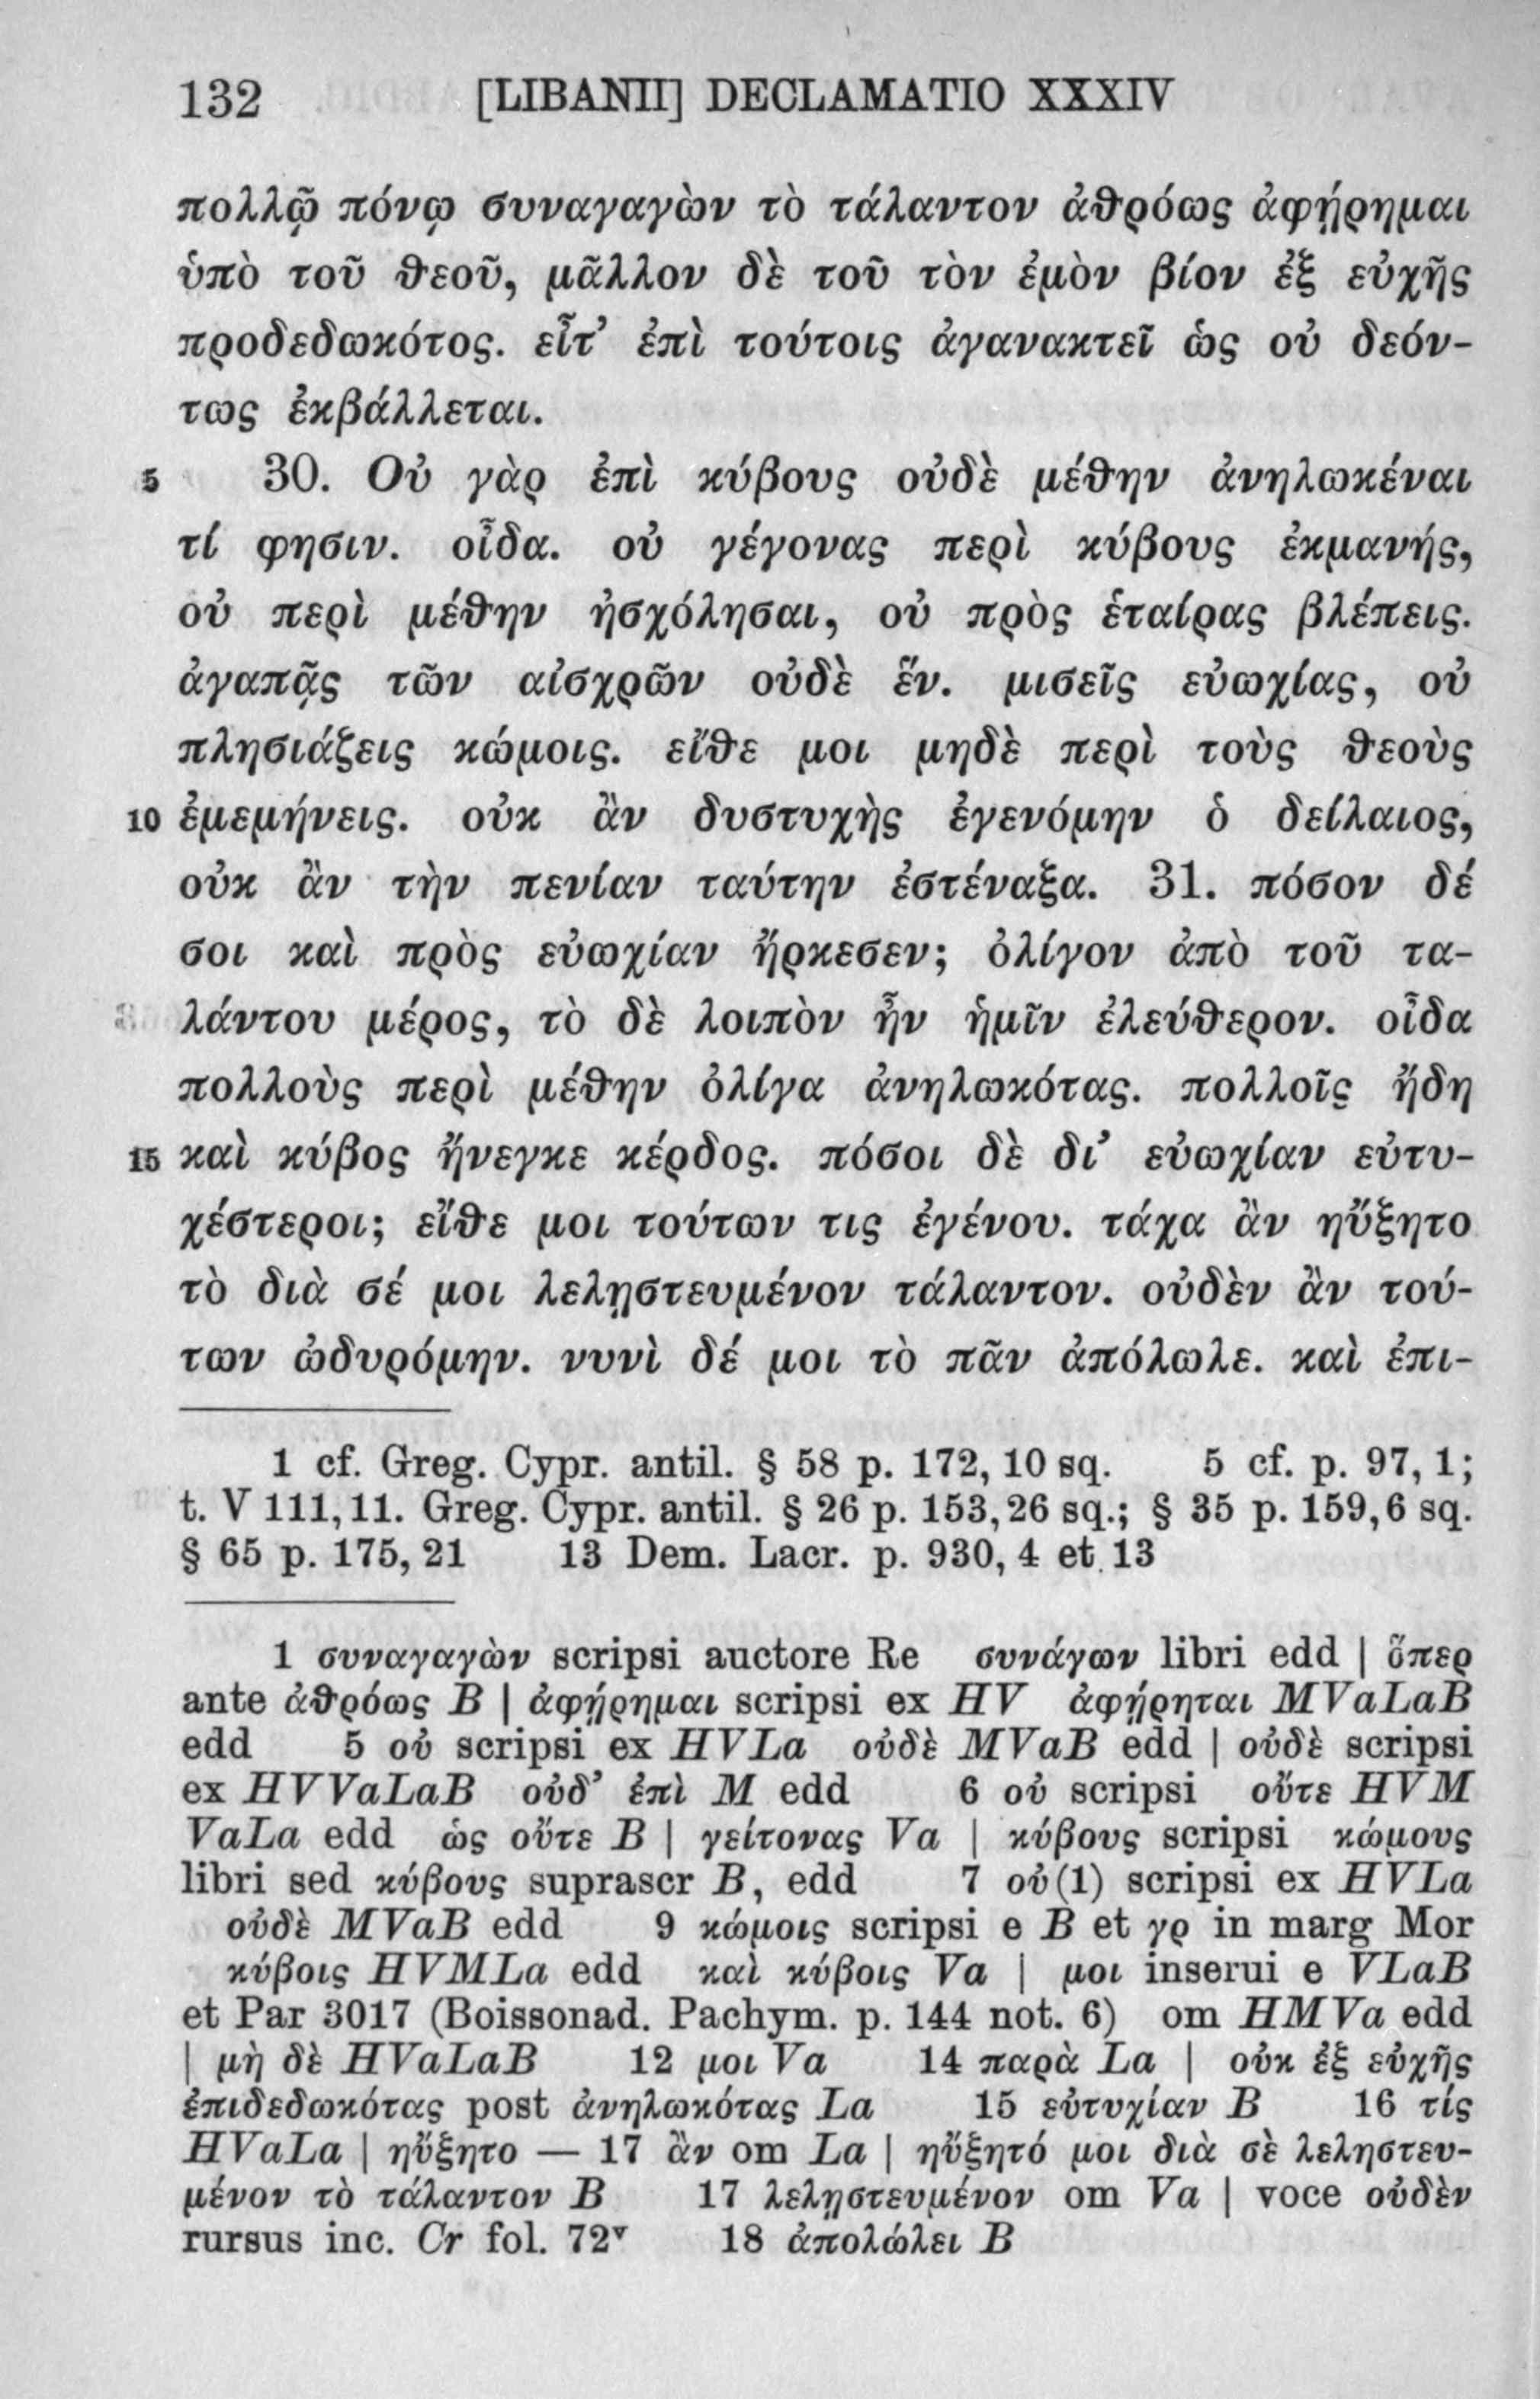 132 [LIBANII] DECLAMATIO XXXIV
πολλῷ πόνῳ συναγαγὼν τὸ τάλαντον ἀθρόως ἀφῄρημαι
ὑπὸ τοῦ θεοῦ, μᾶλλον δὲ τοῦ τὸν ἐμὸν βίον ἐξ εὐχῆς
προδεδωκότος. εἶτ’ ἐπὶ τούτοις ἀγανακτεῖ ὡς οὐ δεόν-
τως ἐκβάλλεται.
5 30. Οὐ γὰρ ἐπὶ κύβους οὐδὲ μέθην ἀνηλωκέναι
τί φησιν. οἶδα. οὐ γέγονας περὶ κύβους ἐκμανής,
οὐ περὶ μέθην ἠσχόλησαι, οὐ πρὸς ἑταίρας βλέπεις.
ἀγαπᾷς τῶν αἰσχρῶν οὐδὲ ἕν. μισεῖς εὐωχίας, οὐ
πλησιάζεις κώμοις. εἴθε μοι μηδὲ περὶ τοὺς θεοὺς
10 ἐμεμήνεις. οὐκ ἂν δυστυχὴς ἐγενόμην ὁ δείλαιος,
οὐκ ἂν τὴν πενίαν ταύτην ἐστέναξα. 31. πόσον δέ
σοι καὶ πρὸς εὐωχίαν ἤρκεσεν; ὀλίγον ἀπὸ τοῦ τα-
λάντου μέρος, τὸ δὲ λοιπὸν ἦν ἡμῖν ἐλεύθερον. οἶδα
πολλοὺς περὶ μέθην ὀλίγα ἀνηλωκότας. πολλοῖς ἤδη
15 καὶ κύβος ἤνεγκε κέρδος. πόσοι δὲ δι’ εὐωχίαν εὐτυ-
χέστεροι; εἴθε μοι τούτων τις ἐγένου. τάχα ἂν ηὔξητο
τὸ διὰ σέ μοι λελῃστευμένον τάλαντον. οὐδὲν ἂν τού-
των ὠδυρόμην. νυνὶ δέ μοι τὸ πᾶν ἀπόλωλε. καὶ ἐπι-
1 cf. Greg. Cypr. antil. § 58 p. 172, 10 sq. 5 cf. p. 97, 1;
t. V 111, 11. Greg. Cypr. antil. § 26 p. 153, 26 sq.; § 35 p. 159, 6 sq.
§ 65 p. 175, 21 13 Dem. Lacr. p. 930, 4 et 13
1 συναγαγὼν scripsi auctore Re συνάγων libri edd | ὅπερ
ante ἀθρόως B | ἀφῄρημαι scripsi ex HV ἀφῄρηται MVaLaB
edd 5 οὐ scripsi ex HVLa οὐδὲ MVaB edd | οὐδὲ scripsi
ex HVVaLaB οὐδ’ ἐπὶ M edd 6 οὐ scripsi οὔτε HVM
VaLa edd ὡς οὔτε B | γείτονας Va | κύβους scripsi κώμους
libri sed κύβους suprascr B, edd 7 οὐ(1) scripsi ex HVLa
οὐδὲ MVaB edd 9 κώμοις scripsi e B et γρ in marg Mor
κύβοις HVMLa edd καὶ κύβοις Va | μοι inserui e VLaB
et Par 3017 (Boissonad. Pachym. p. 144 not. 6) om HMVa edd
| μὴ δὲ HVaLaB 12 μοι Va 14 παρὰ La | οὐκ ἐξ εὐχῆς
ἐπιδεδωκότας post ἀνηλωκότας La 15 εὐτυχίαν B 16 τίς
HVaLa | ηὔξητο — 17 ἂν om La | ηὔξητό μοι διὰ σὲ λεληστευ-
μένον τὸ τάλαντον B 17 λελῃστευμένον om Va | voce οὐδὲν
rursus inc. Cr fol. 72ᵛ 18 ἀπολώλει B